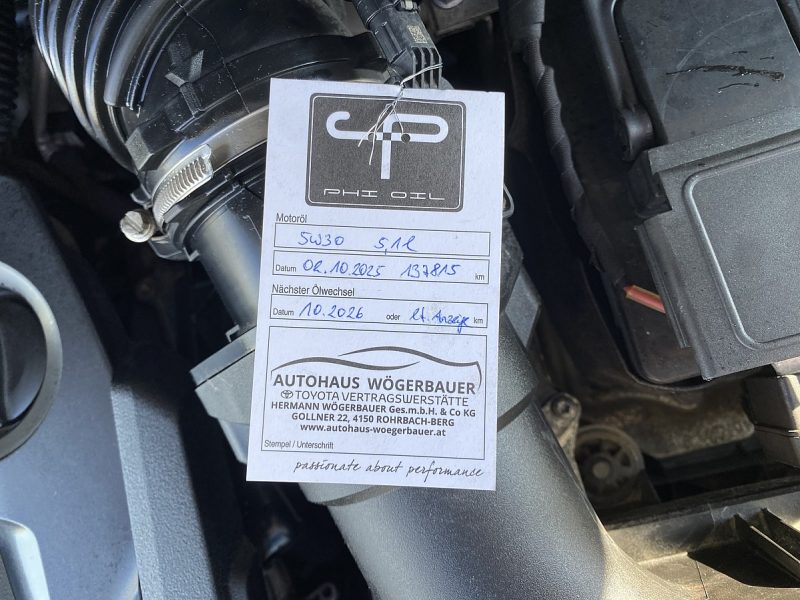 PHI OIL
Motoröl
5W30 5,1l
Datum 02.10.2025 137815 km
Nächster Ölwechsel
Datum 10.2026 oder lt. Anzeige km
AUTOHAUS WÖGERBAUER
TOYOTA VERTRAGSWERSTÄTTE
HERMANN WÖGERBAUER Ges.m.b.H. & Co KG
GOLLNER 22, 4150 ROHRBACH-BERG
www.autohaus-woegerbauer.at
Stempel / Unterschrift
passionate about performance